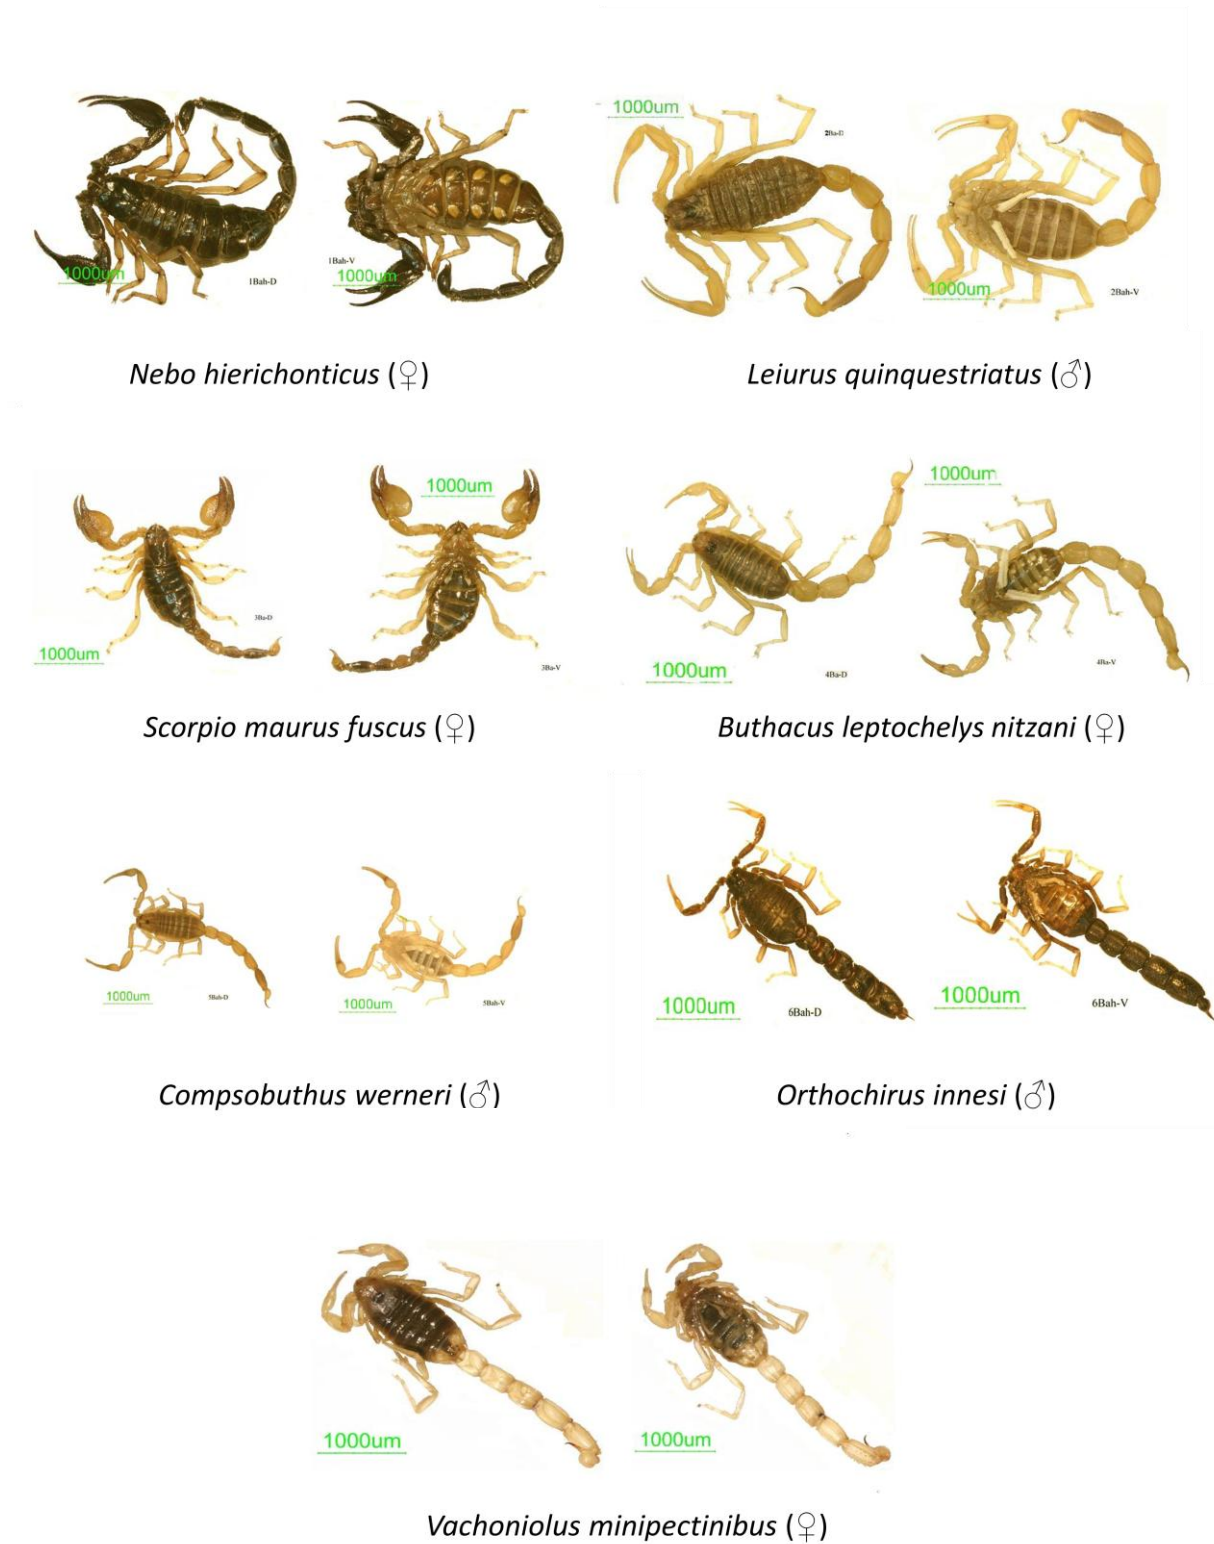 1000um
2Ba-D
1Bah-V
1000um
1Bah-D
1000um
1000um
2Bah-V
Nebo hierichonticus (♀)
Leiurus quinquestriatus (♂)
1000um
1000um
3Ba-D
1000um
3Ba-V
1000um
4Ba-D
4Ba-V
Scorpio maurus fuscus (♀)
Buthacus leptochelys nitzani (♀)
1000um
5Bah-D
1000um
5Bah-V
1000um
6Bah-D
1000um
6Bah-V
Compsobuthus werneri (♂)
Orthochirus innesi (♂)
1000um
1000um
Vachoniolus minipectinibus (♀)